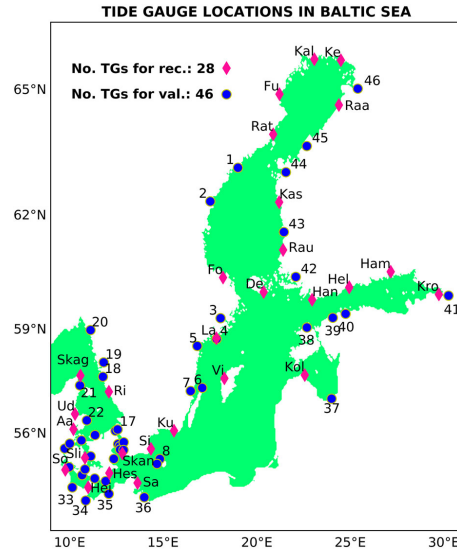 TIDE GAUGE LOCATIONS IN BALTIC SEA
No. TGs for rec.: 28
No. TGs for val.: 46
65°N
62°N
59°N
56°N
10°E
15°E
20°E
25°E
30°E
Kal
Ke
Fu
46
Raa
Rat
45
1
44
2
Kas
43
Rau
42
Fo
De
Ham
Hel
Han
Kro
41
3
40
39
38
20
La
4
5
19
Skag
18
Vi
Kol
21
Ri
7
6
37
Ud
22
Aa
17
Ku
Si
Sli
Skan
8
Sg
Hes
Sa
33
Hei
35
34
36